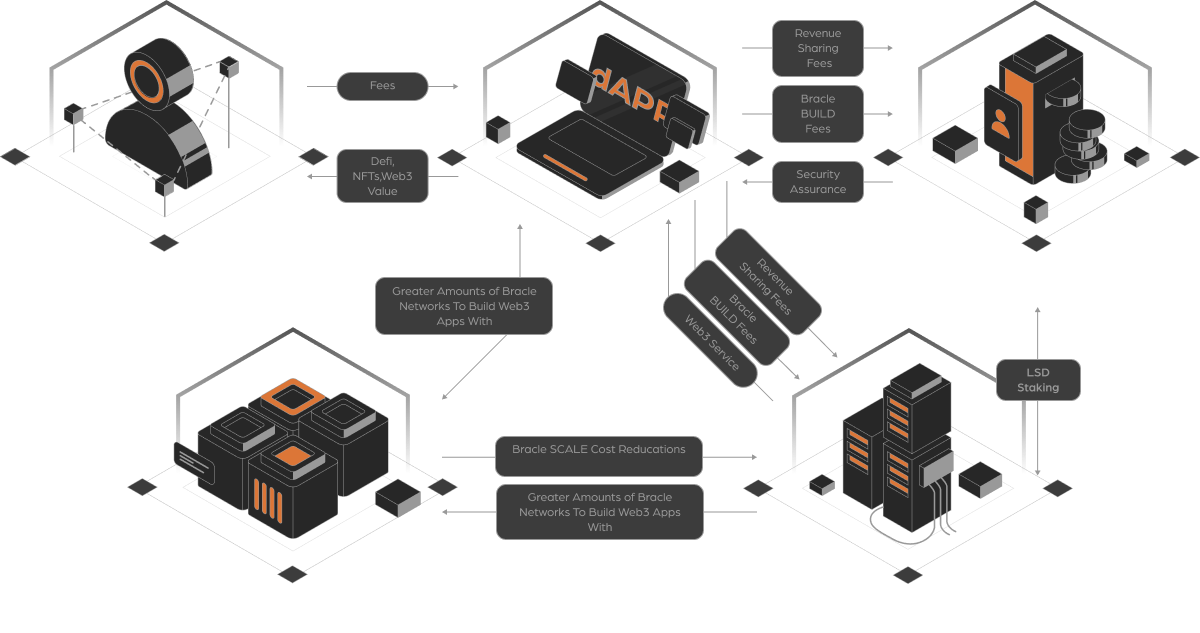 Revenue
Sharing
Fees
Fees
dAPP
Bracle
BUILD
Fees
Defi,
NFTs,Web3
Value
Security
Assurance
Greater Amounts of Bracle
Networks To Build Web3
Apps With
Revenue
Sharing Fees
Bracle
BUILD Fees
Web3 Service
LSD
Staking
Bracle SCALE Cost Reducations
Greater Amounts of Bracle
Networks To Build Web3 Apps
With